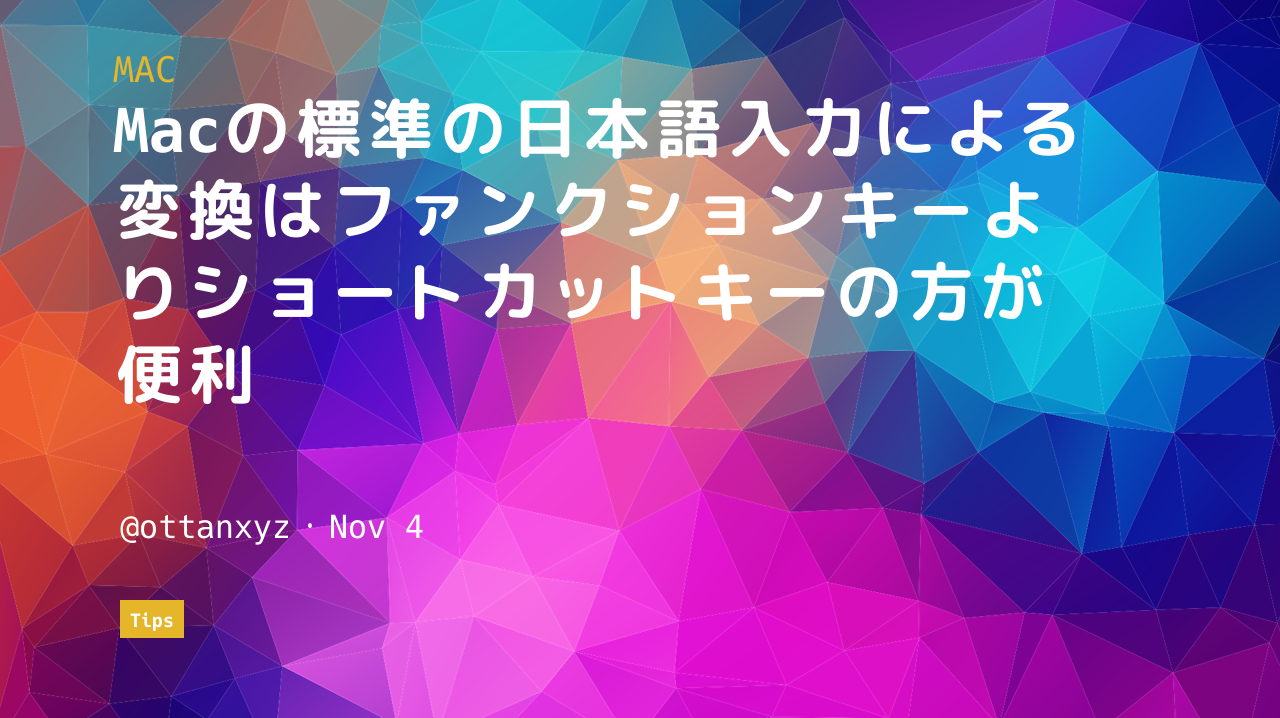 MAC
Macの標準の日本語入力による
変換はファンクションキーよ
りショートカットキーの方が
便利
@ottanxyz · Nov 4
Tips